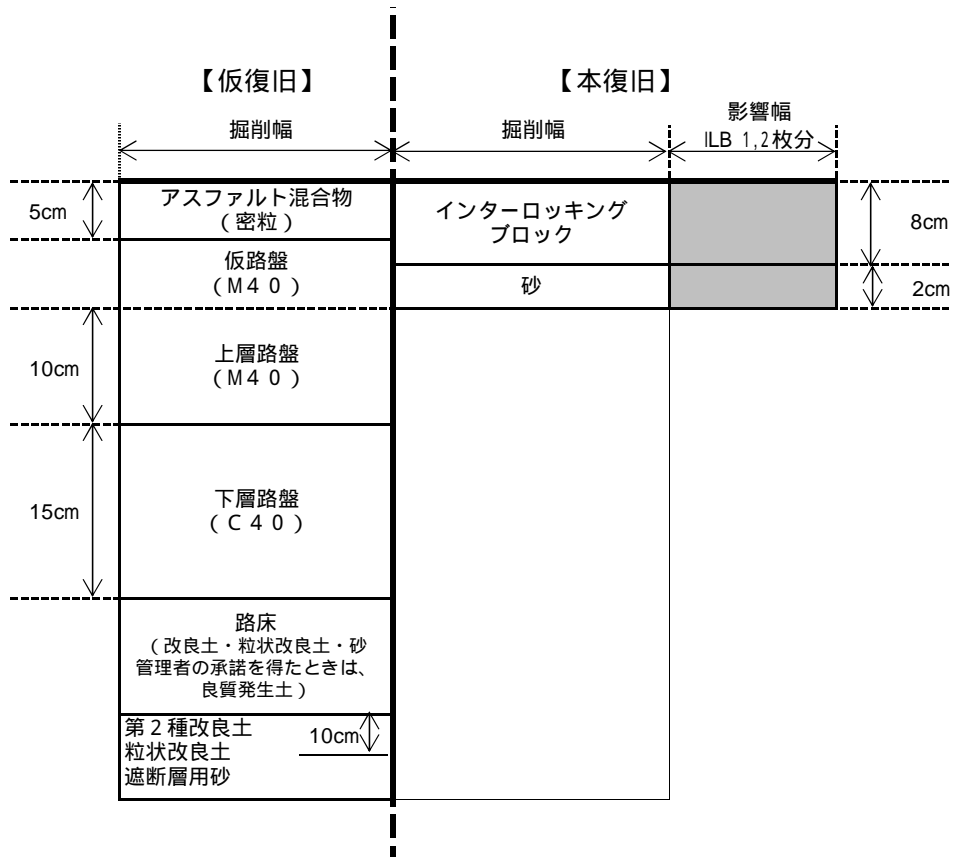 【仮復旧】
【本復旧】
掘削幅
掘削幅
影響幅
ILB 1,2枚分
5cm
アスファルト混合物
(密粒)
インターロッキング
ブロック
8cm
仮路盤
(M40)
砂
2cm
10cm
上層路盤
(M40)
15cm
下層路盤
(C40)
路床
(改良土・粒状改良土・砂
管理者の承諾を得たときは、
良質発生土)
第2種改良土
粒状改良土
遮断層用砂
10cm